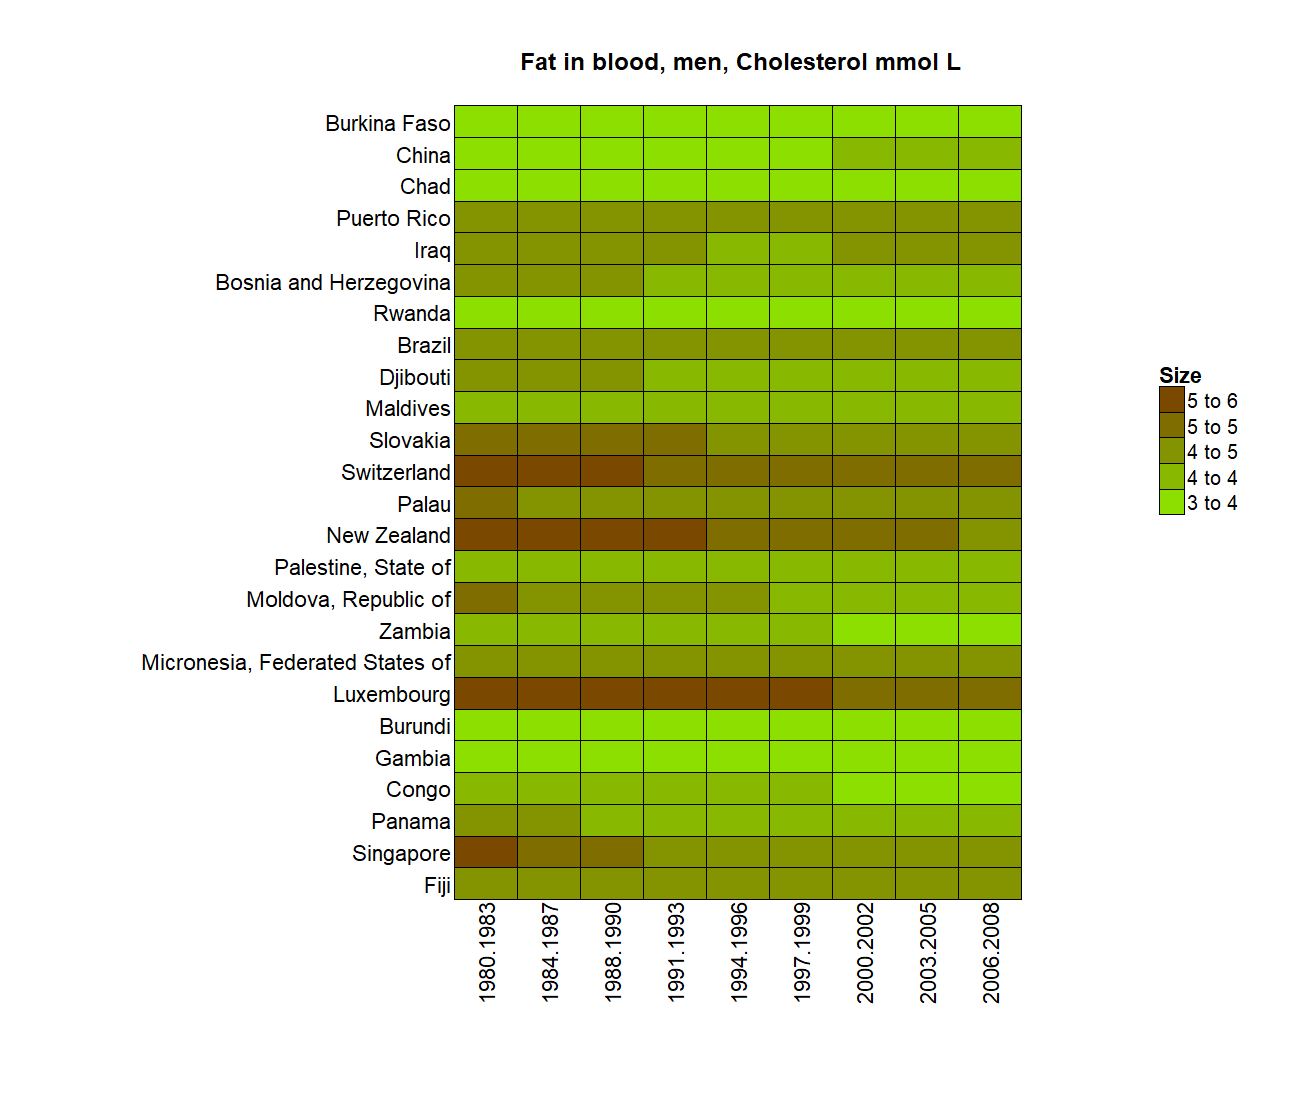 Fat in blood, men, Cholesterol mmol L
Burkina Faso
China
Chad
Puerto Rico
Iraq
Bosnia and Herzegovina
Rwanda
Brazil
Djibouti
Maldives
Slovakia
Switzerland
Palau
New Zealand
Palestine, State of
Moldova, Republic of
Zambia
Micronesia, Federated States of
Luxembourg
Burundi
Gambia
Congo
Panama
Singapore
Fiji
1980.1983
1984.1987
1988.1990
1991.1993
1994.1996
1997.1999
2000.2002
2003.2005
2006.2008
Size
5 to 6
5 to 5
4 to 5
4 to 4
3 to 4